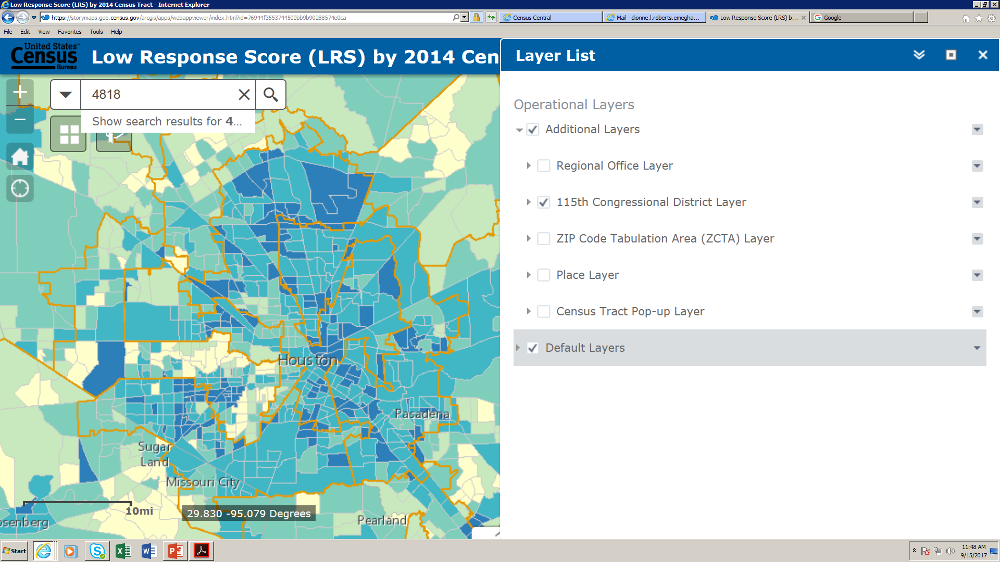 Low Response Score (LRS) by 2014 Census Tract - Internet Explorer
https://storymaps.geo.census.gov/arcgis/apps/webappviewer/index.html?id=76944f3553744500bb9b90288574e0ca
Census Central
Mail - dionne.l.roberts.emegha...
Low Response Score (LRS) b...
Google
File Edit View Favorites Tools Help
United States™
Census
Bureau
Low Response Score (LRS) by 2014 Cen
Layer List
4818
Show search results for 4...
Operational Layers
Additional Layers
Regional Office Layer
115th Congressional District Layer
ZIP Code Tabulation Area (ZCTA) Layer
Place Layer
Census Tract Pop-up Layer
Default Layers
Houston
Pasadena
Sugar
Land
Missouri City
10mi
29.830 -95.079 Degrees
Pearland
osenberg
Start
11:48 AM
9/15/2017